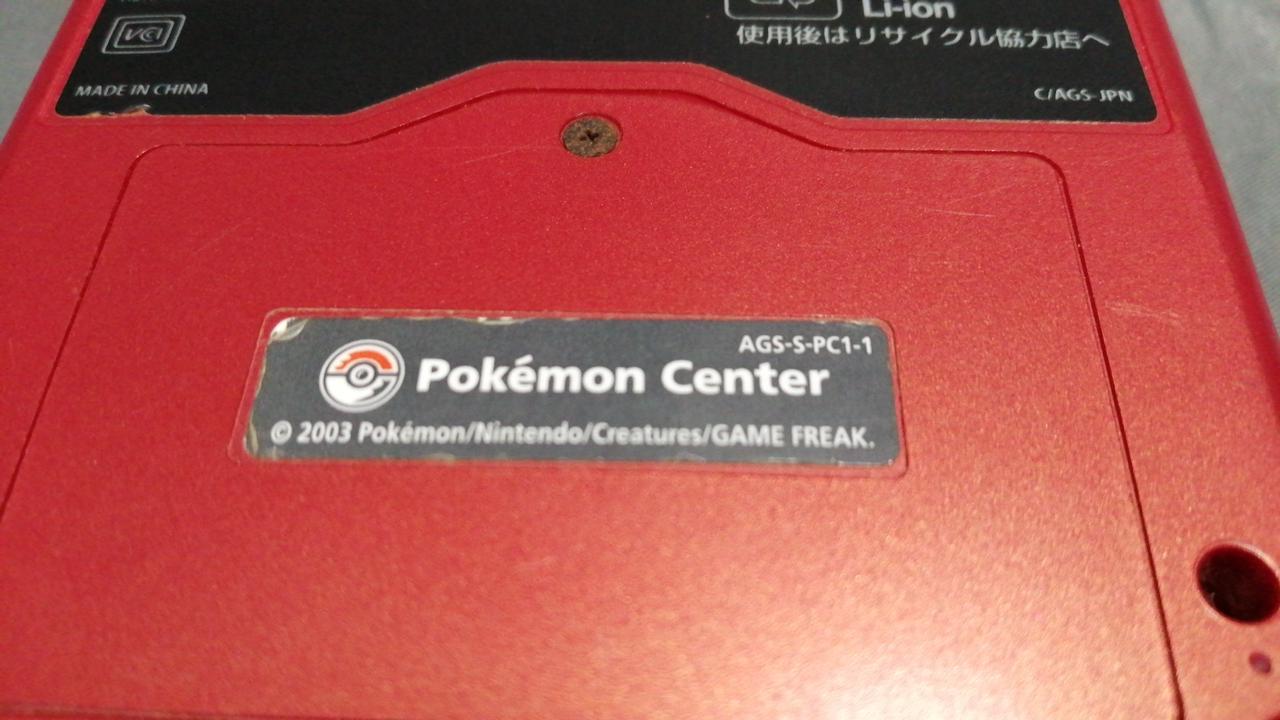 Li-ion
使用後はリサイクル協力店へ
VCI
MADE IN CHINA
C/AGS-JPN
AGS-S-PC1-1
Pokémon Center
© 2003 Pokémon/Nintendo/Creatures/GAME FREAK.